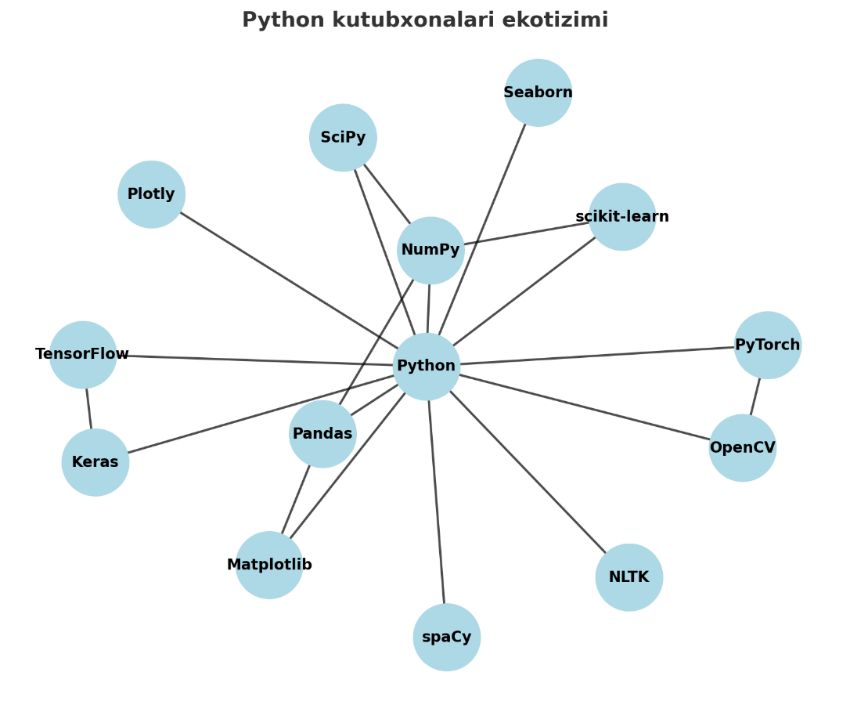 Python kutubxonalari ekotizimi
Seaborn
SciPy
Plotly
scikit-learn
NumPy
PyTorch
TensorFlow
Python
Pandas
OpenCV
Keras
Matplotlib
NLTK
spaCy